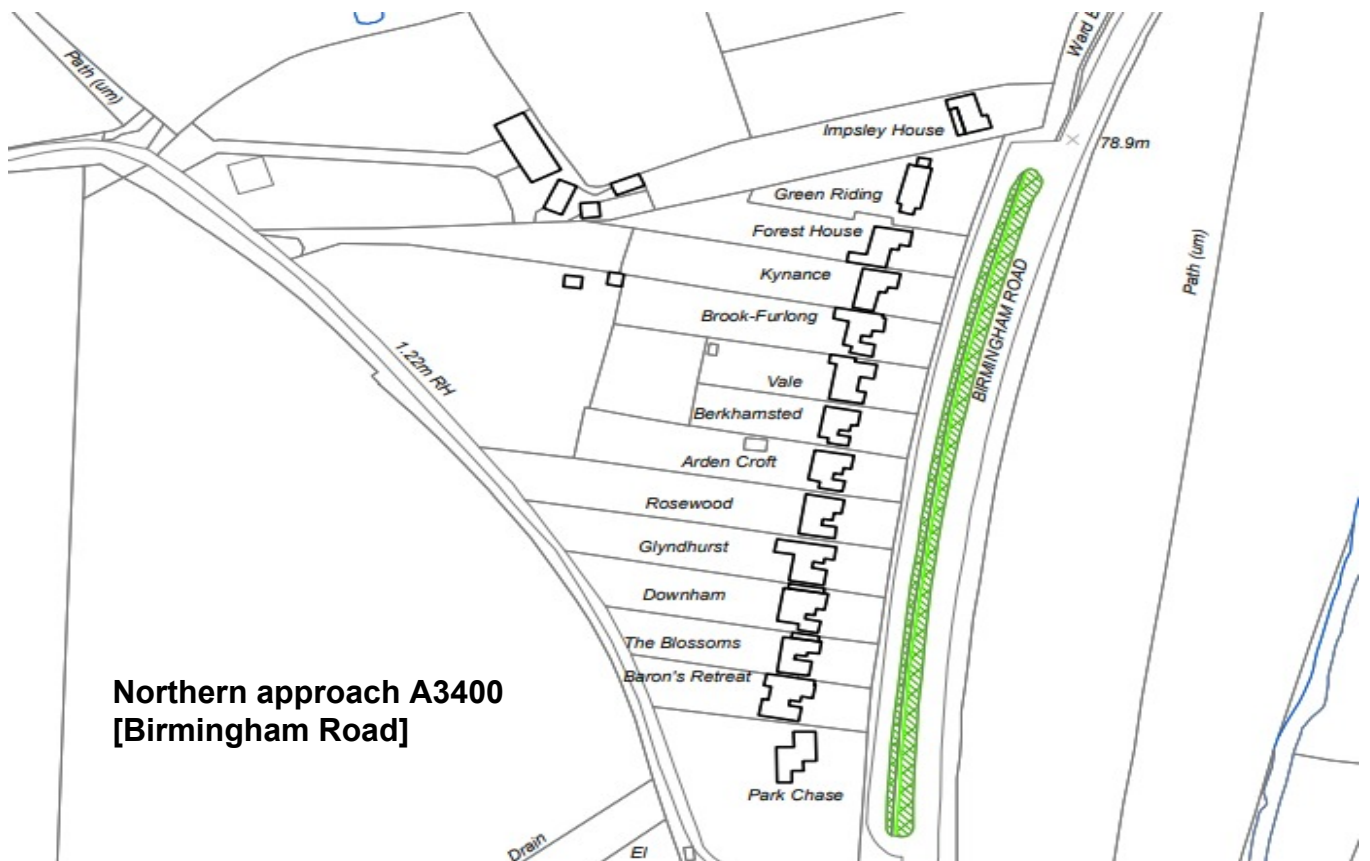 Path (um)
Ward B
Impsley House
78.9m
Green Riding
Forest House
Kynance
Path (um)
BIRMINGHAM ROAD
Brook-Furlong
1.22m RH
Vale
Berkhamsted
Arden Croft
Rosewood
Glyndhurst
Downham
The Blossoms
Baron's Retreat
Northern approach A3400
[Birmingham Road]
Park Chase
Drain
El